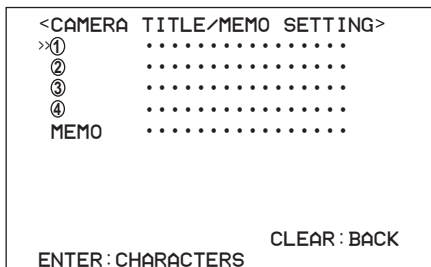 <CAMERA TITLE/MEMO SETTING>
»① ················
② ················
③ ················
④ ················
MEMO ················
CLEAR:BACK
ENTER:CHARACTERS